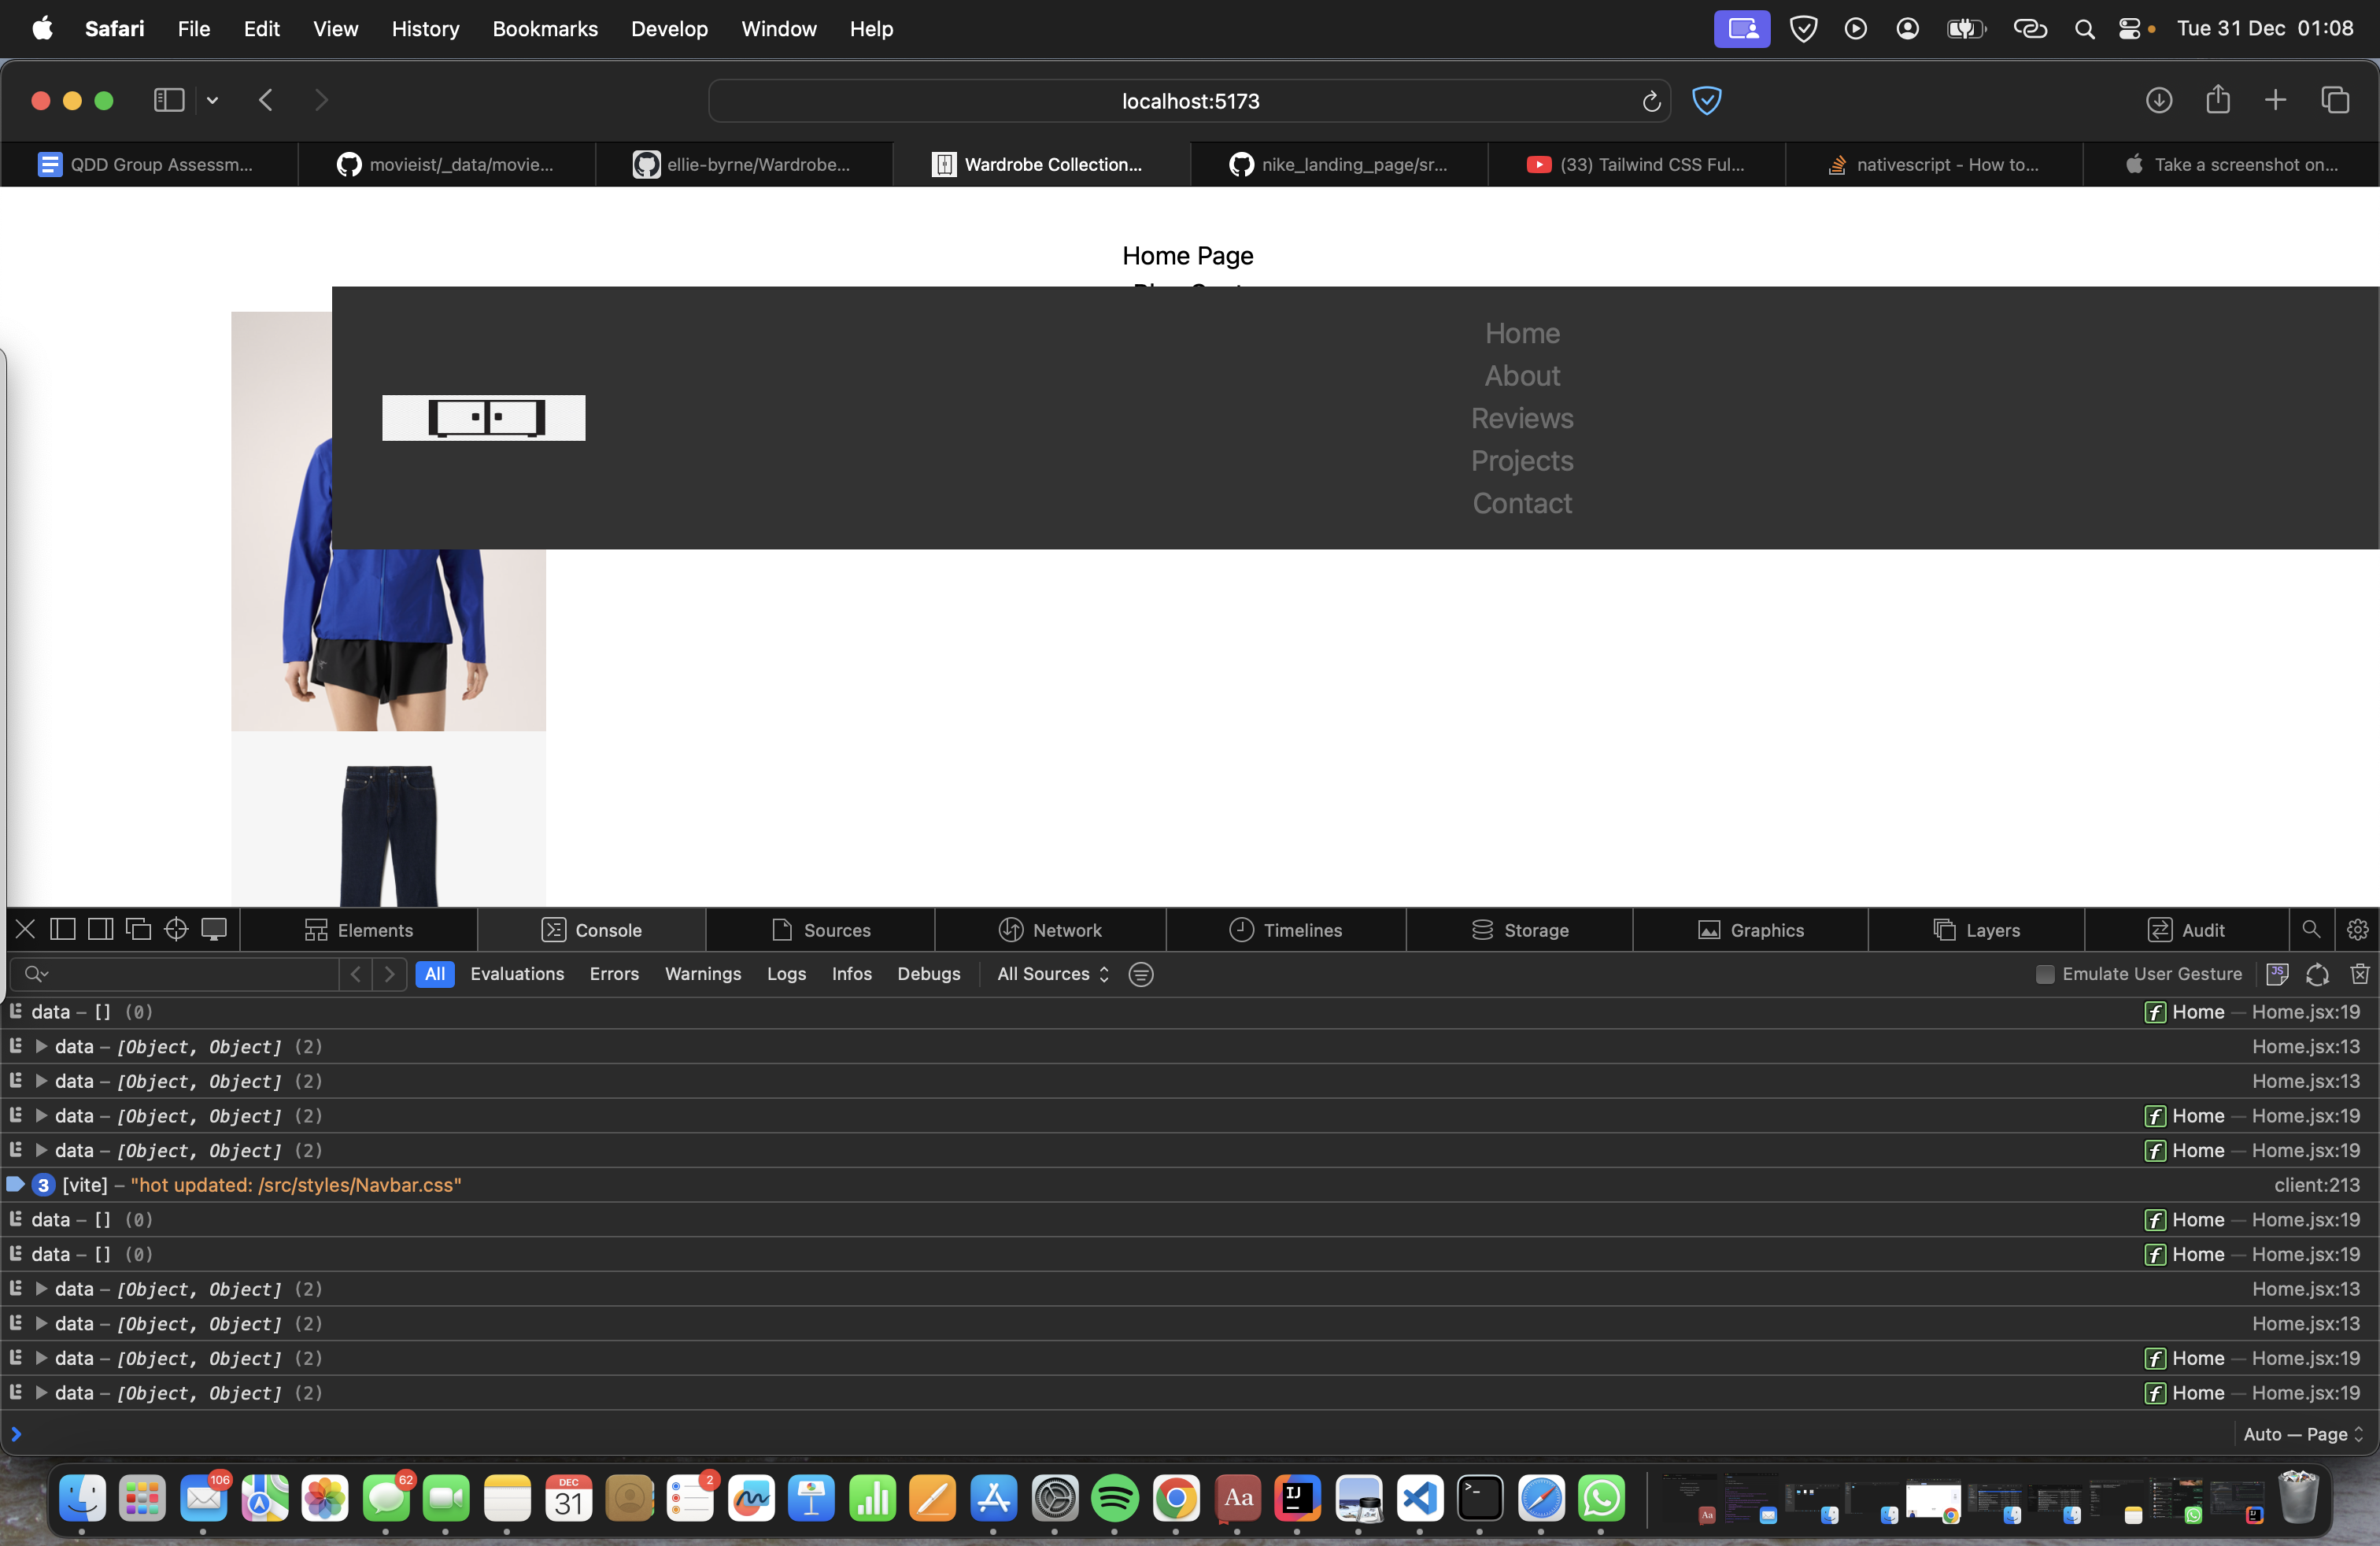 Safari File Edit View History Bookmarks Develop Window Help Tue 31 Dec 01:08
localhost:5173
QDD Group Assessm... movieist/_data/movie... ellie-byrne/Wardrobe... Wardrobe Collection... nike_landing_page/sr... (33) Tailwind CSS Ful... nativescript - How to... Take a screenshot on...
Home Page
Home
About
Reviews
Projects
Contact
Elements Console Sources Network Timelines Storage Graphics Layers Audit
All Evaluations Errors Warnings Logs Infos Debugs All Sources Emulate User Gesture JS
data – [] (0) f Home — Home.jsx:19
data – [Object, Object] (2) Home.jsx:13
data – [Object, Object] (2) Home.jsx:13
data – [Object, Object] (2) f Home — Home.jsx:19
data – [Object, Object] (2) f Home — Home.jsx:19
3 [vite] – "hot updated: /src/styles/Navbar.css" client:213
data – [] (0) f Home — Home.jsx:19
data – [] (0) f Home — Home.jsx:19
data – [Object, Object] (2) Home.jsx:13
data – [Object, Object] (2) Home.jsx:13
data – [Object, Object] (2) f Home — Home.jsx:19
data – [Object, Object] (2) f Home — Home.jsx:19
Auto — Page
106 62 DEC 31 2 Aa IJ